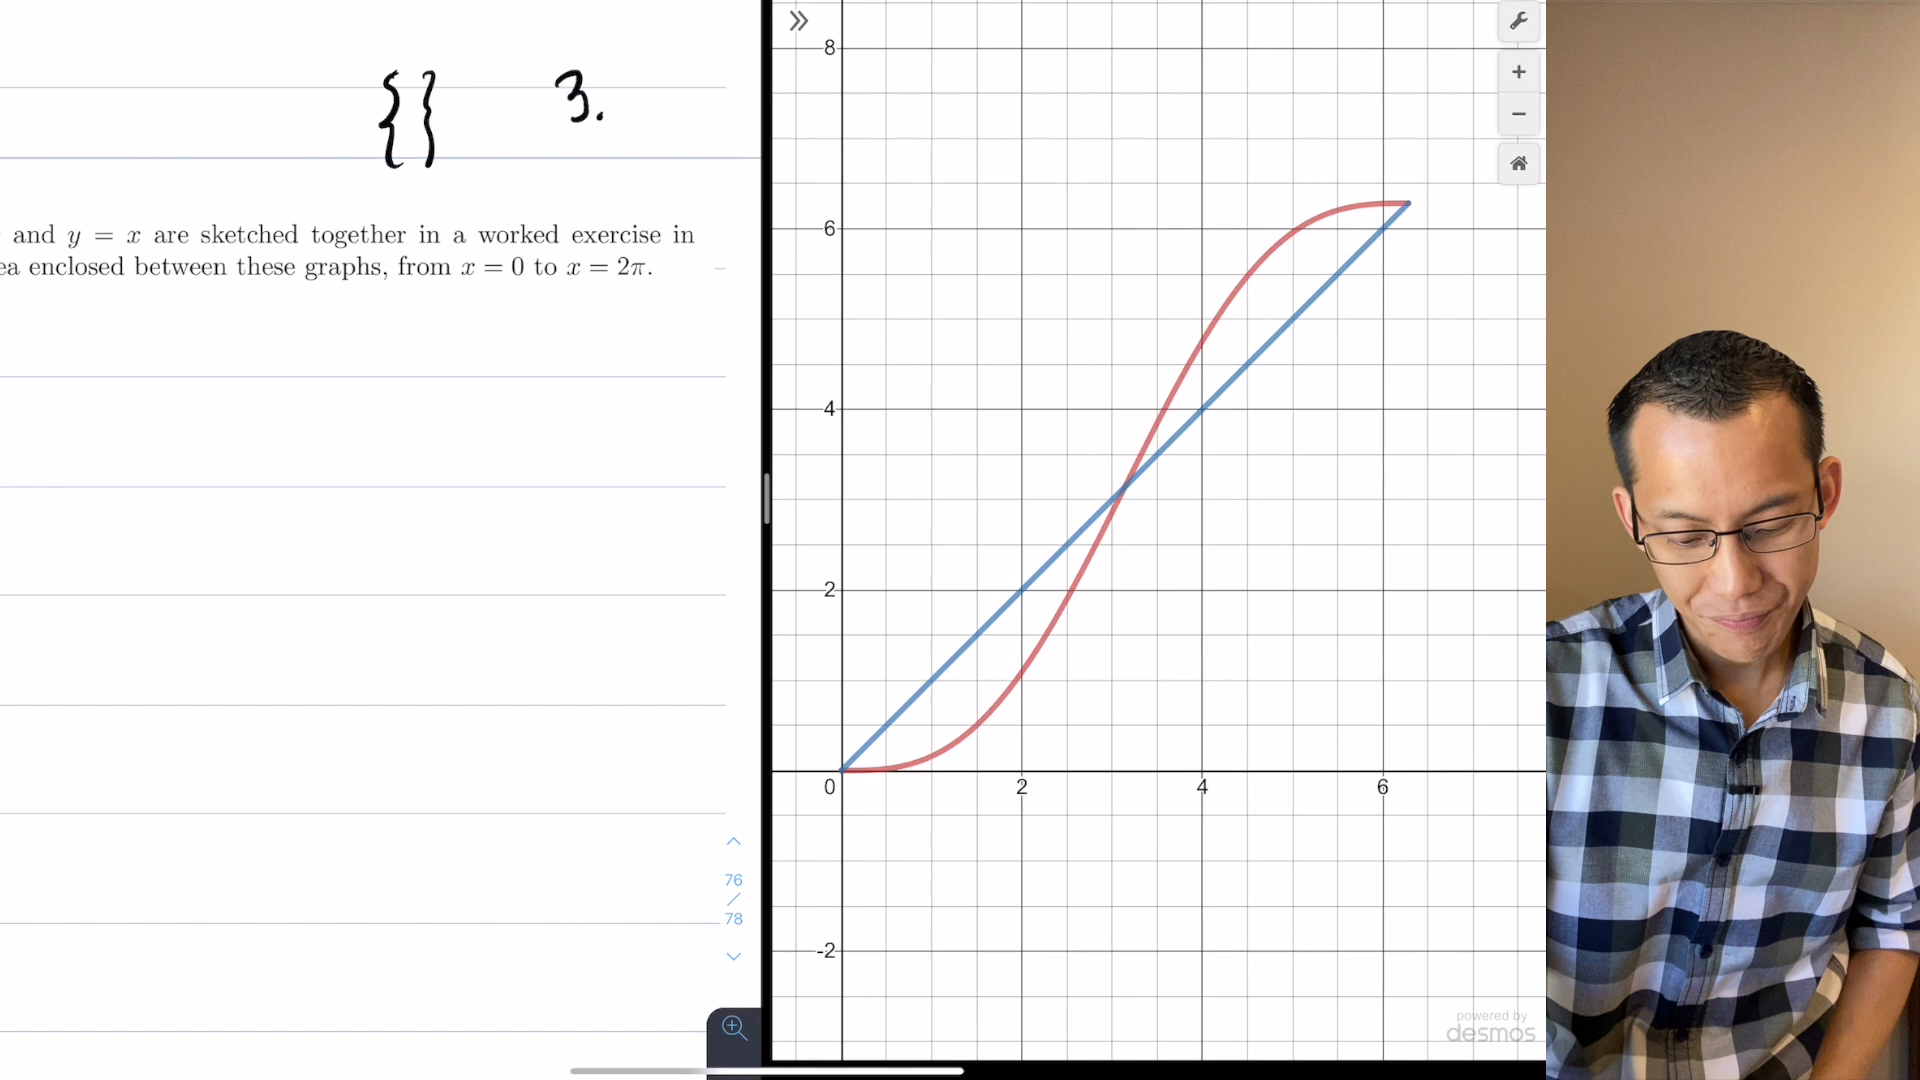 {} 3.
and y = x are sketched together in a worked exercise in
ea enclosed between these graphs, from x = 0 to x = 2π.
76
/
78
8
6
4
2
0 2 4 6
-2
+
−
powered by
desmos